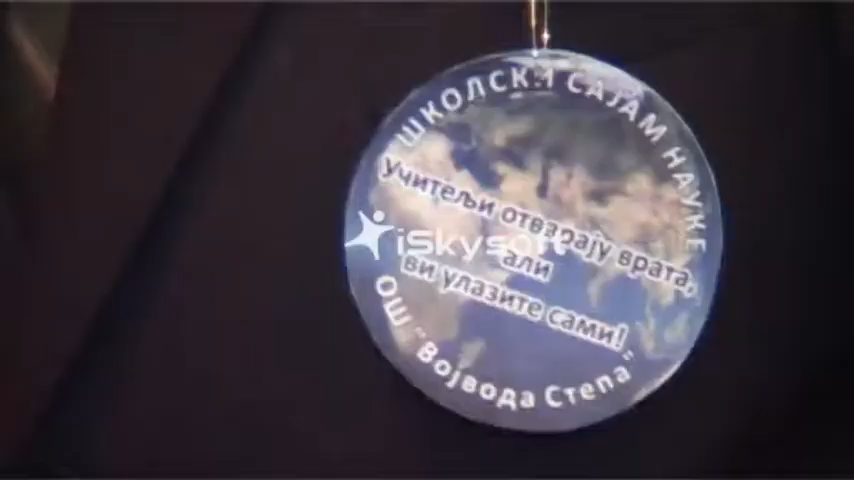 ШКОЛСКИ САЈАМ НАУКЕ
Учитељи отварају врата,
али
ви улазите сами!
ОШ "Војвода Степа"
iSkysoft